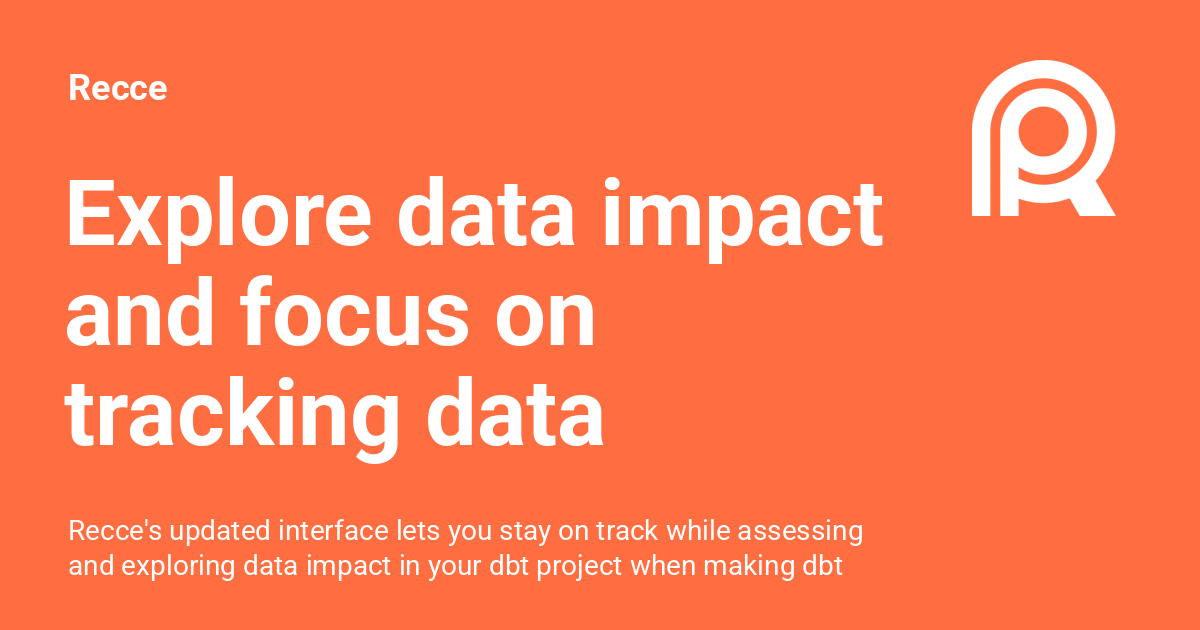 Recce
Explore data impact
and focus on
tracking data
Recce's updated interface lets you stay on track while assessing
and exploring data impact in your dbt project when making dbt